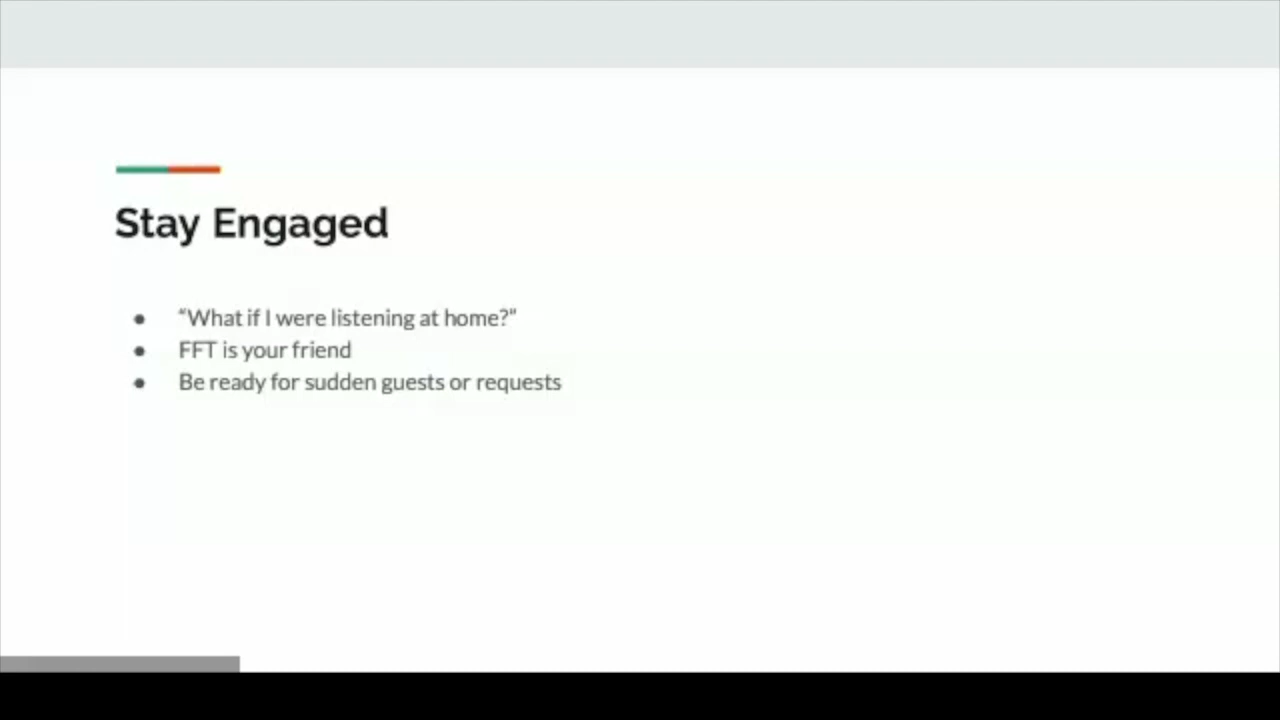 Stay Engaged
● “What if I were listening at home?”
● FFT is your friend
● Be ready for sudden guests or requests